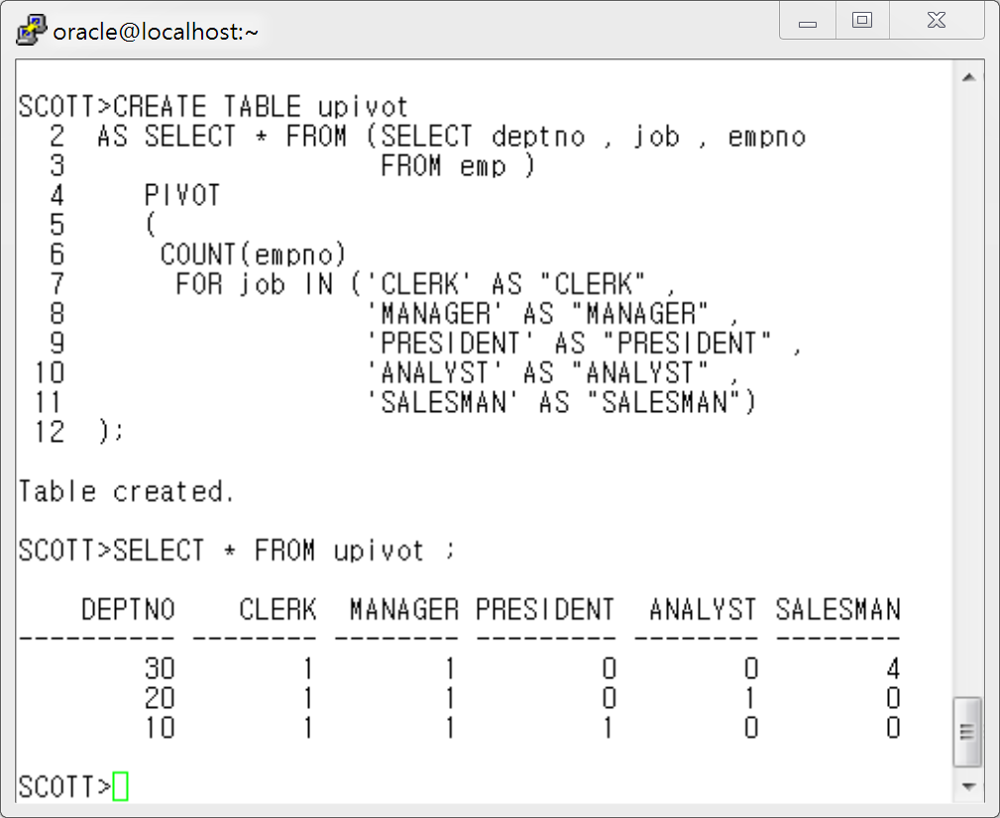 oracle@localhost:~
SCOTT>CREATE TABLE upivot
  2  AS SELECT * FROM (SELECT deptno , job , empno
  3                    FROM emp )
  4     PIVOT
  5     (
  6      COUNT(empno)
  7       FOR job IN ('CLERK' AS "CLERK" ,
  8                   'MANAGER' AS "MANAGER" ,
  9                   'PRESIDENT' AS "PRESIDENT" ,
 10                   'ANALYST' AS "ANALYST" ,
 11                   'SALESMAN' AS "SALESMAN")
 12  );
Table created.
SCOTT>SELECT * FROM upivot ;
    DEPTNO    CLERK  MANAGER PRESIDENT  ANALYST SALESMAN
---------- -------- -------- --------- -------- --------
        30        1        1         0        0        4
        20        1        1         0        1        0
        10        1        1         1        0        0
SCOTT>